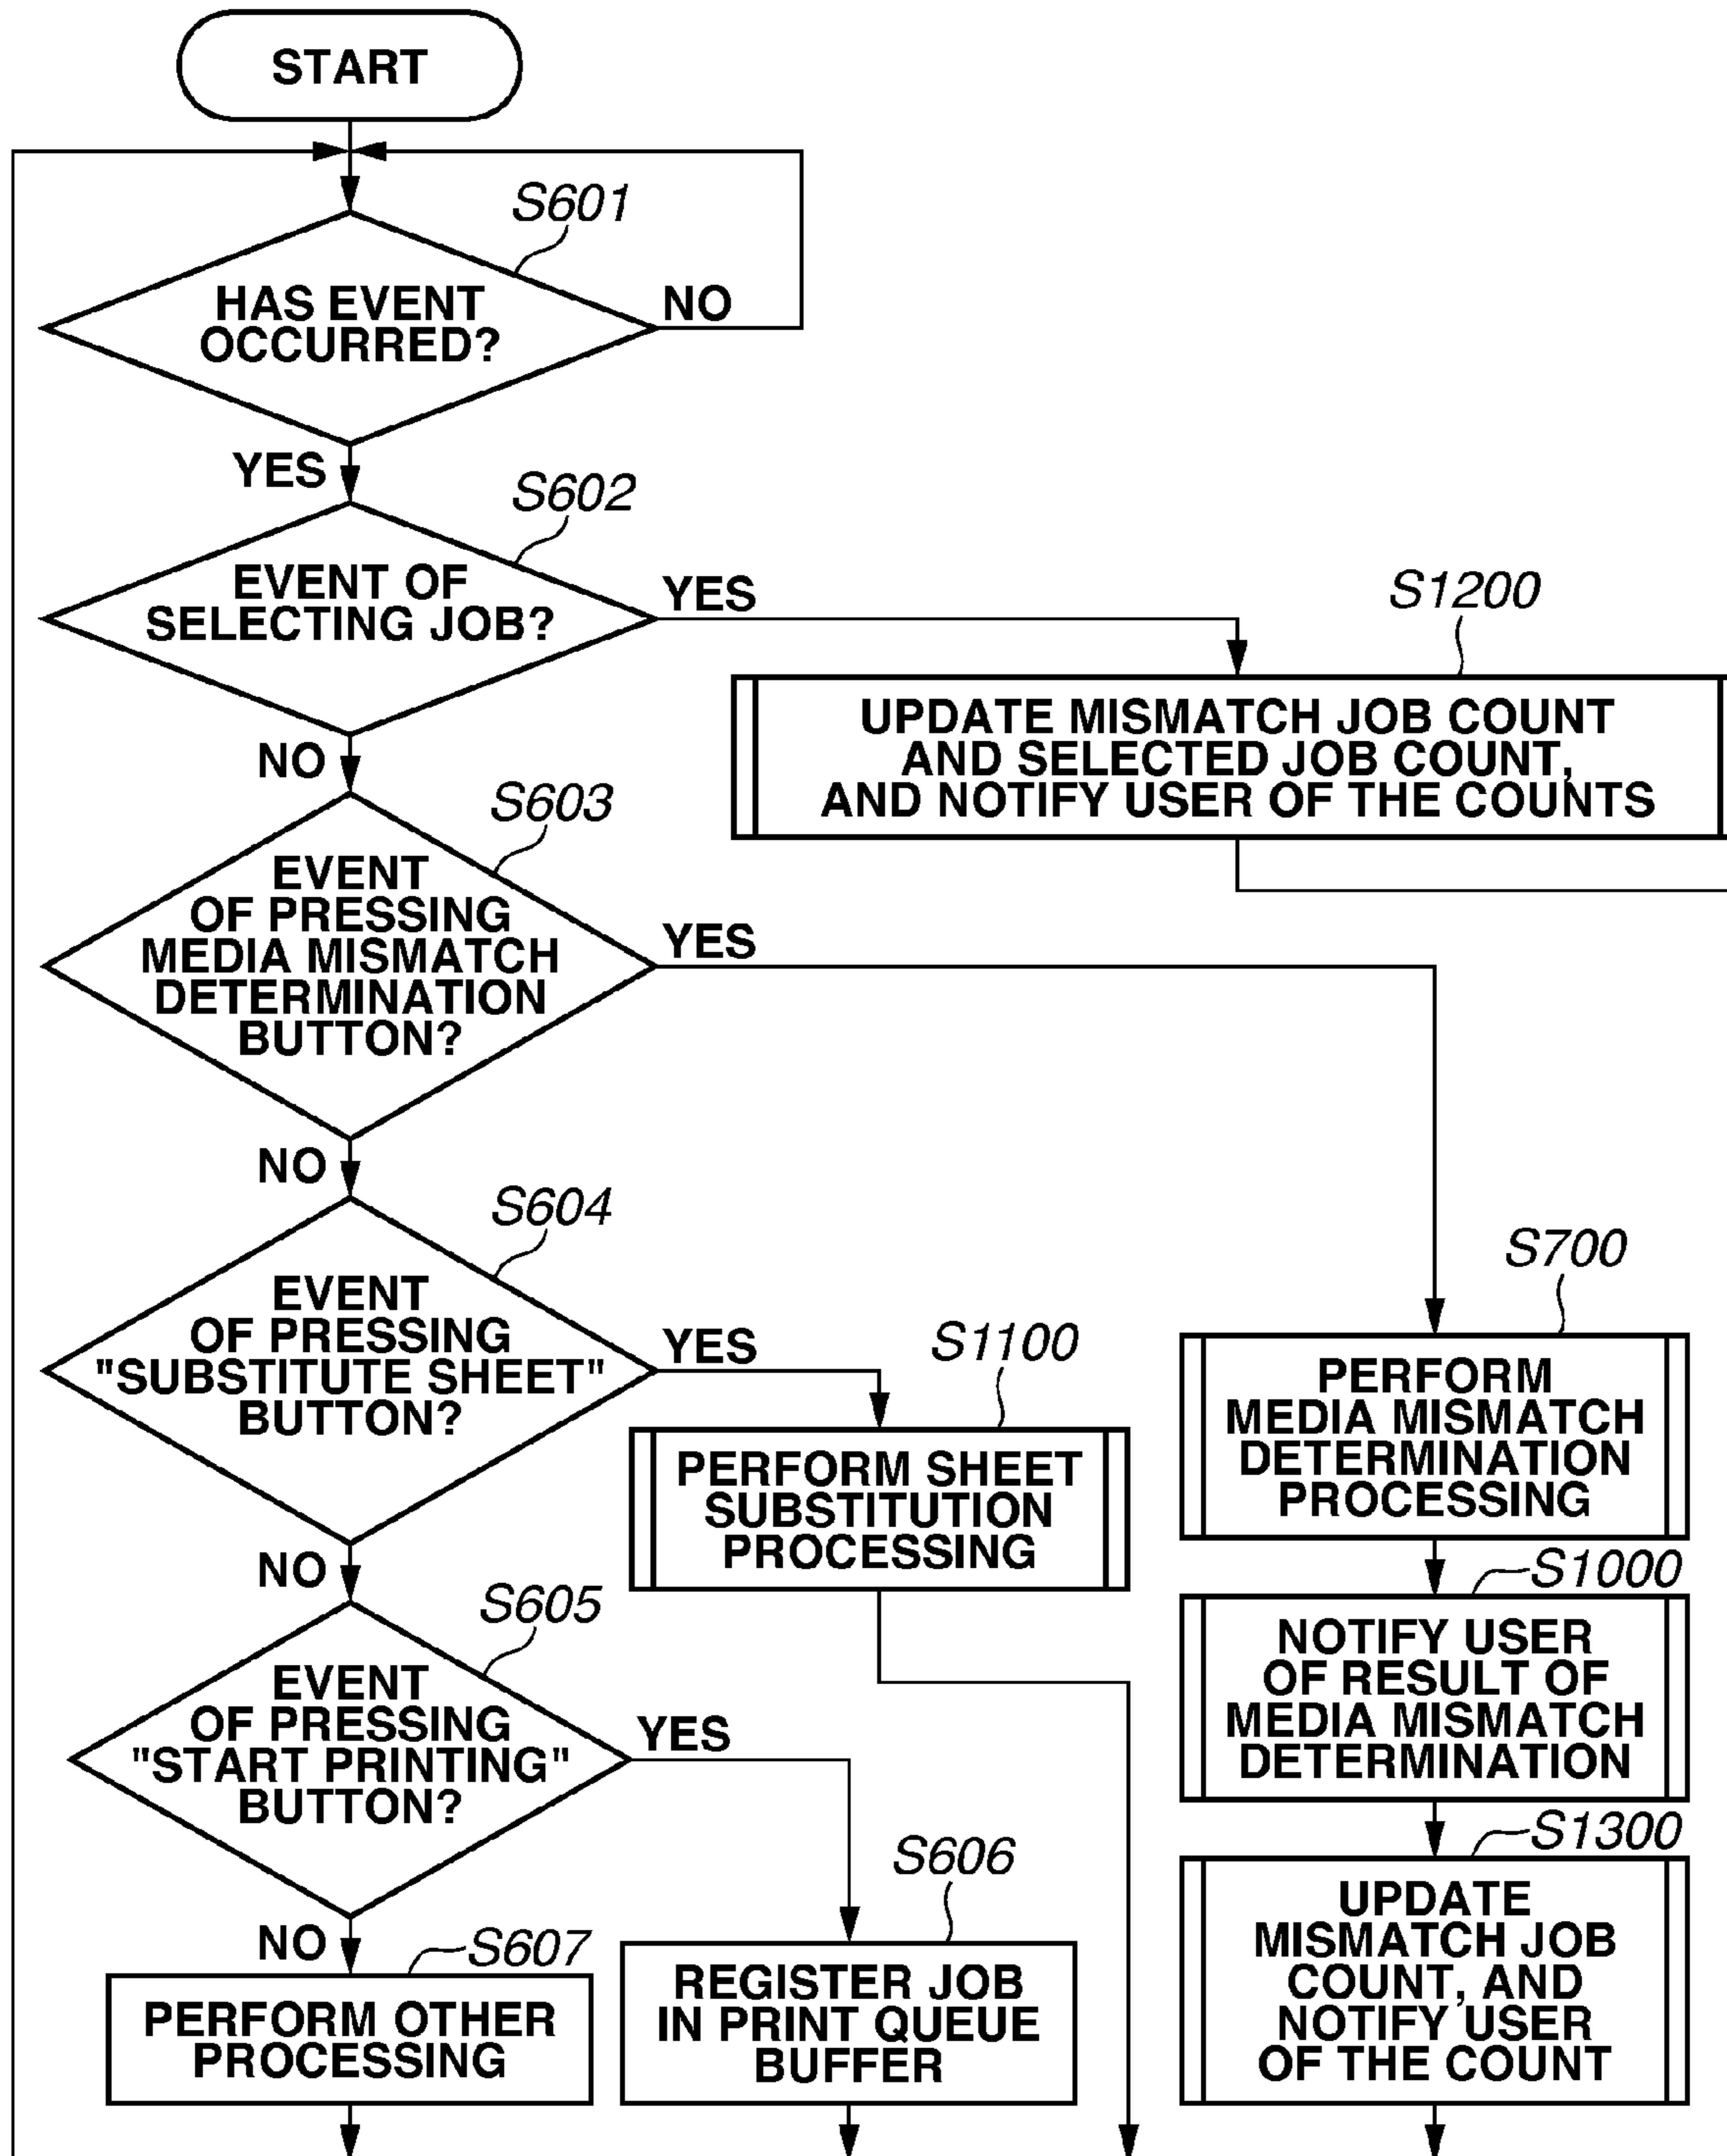 START
S601
HAS EVENT
OCCURRED?
NO
YES
S602
EVENT OF
SELECTING JOB?
YES
S1200
UPDATE MISMATCH JOB COUNT
AND SELECTED JOB COUNT,
AND NOTIFY USER OF THE COUNTS
NO
S603
EVENT
OF PRESSING
MEDIA MISMATCH
DETERMINATION
BUTTON?
YES
NO
S604
EVENT
OF PRESSING
"SUBSTITUTE SHEET"
BUTTON?
YES
S1100
PERFORM SHEET
SUBSTITUTION
PROCESSING
S700
PERFORM
MEDIA MISMATCH
DETERMINATION
PROCESSING
S1000
NOTIFY USER
OF RESULT OF
MEDIA MISMATCH
DETERMINATION
NO
S605
EVENT
OF PRESSING
"START PRINTING"
BUTTON?
YES
S606
REGISTER JOB
IN PRINT QUEUE
BUFFER
S1300
UPDATE
MISMATCH JOB
COUNT, AND
NOTIFY USER
OF THE COUNT
NO
S607
PERFORM OTHER
PROCESSING